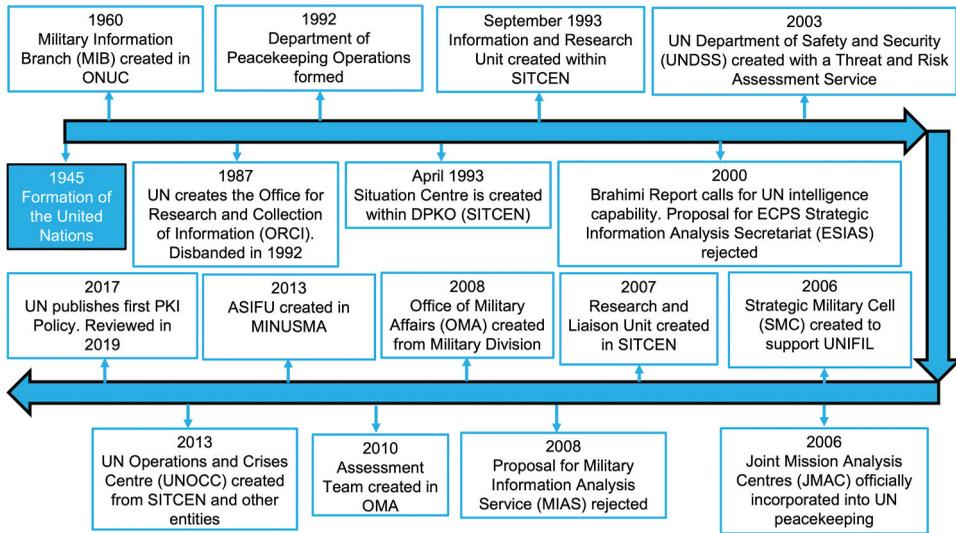 1960
Military Information
Branch (MIB) created in
ONUC
1992
Department of
Peacekeeping Operations
formed
September 1993
Information and Research
Unit created within
SITCEN
2003
UN Department of Safety and Security
(UNDSS) created with a Threat and Risk
Assessment Service
1945
Formation of
the United
Nations
1987
UN creates the Office for
Research and Collection
of Information (ORCI).
Disbanded in 1992
April 1993
Situation Centre is created
within DPKO (SITCEN)
2000
Brahimi Report calls for UN intelligence
capability. Proposal for ECPS Strategic
Information Analysis Secretariat (ESIAS)
rejected
2017
UN publishes first PKI
Policy. Reviewed in
2019
2013
ASIFU created in
MINUSMA
2008
Office of Military
Affairs (OMA) created
from Military Division
2007
Research and
Liaison Unit created
in SITCEN
2006
Strategic Military Cell
(SMC) created to
support UNIFIL
2013
UN Operations and Crises
Centre (UNOCC) created
from SITCEN and other
entities
2010
Assessment
Team created in
OMA
2008
Proposal for Military
Information Analysis
Service (MIAS) rejected
2006
Joint Mission Analysis
Centres (JMAC) officially
incorporated into UN
peacekeeping